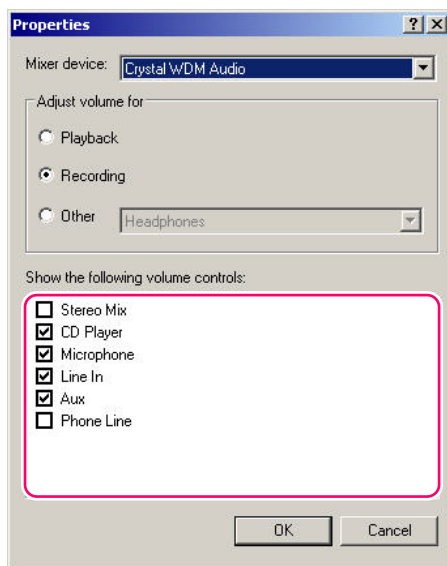 Properties
Mixer device: Crystal WDM Audio
Adjust volume for
Playback
Recording
Other Headphones
Show the following volume controls:
Stereo Mix
CD Player
Microphone
Line In
Aux
Phone Line
OK Cancel